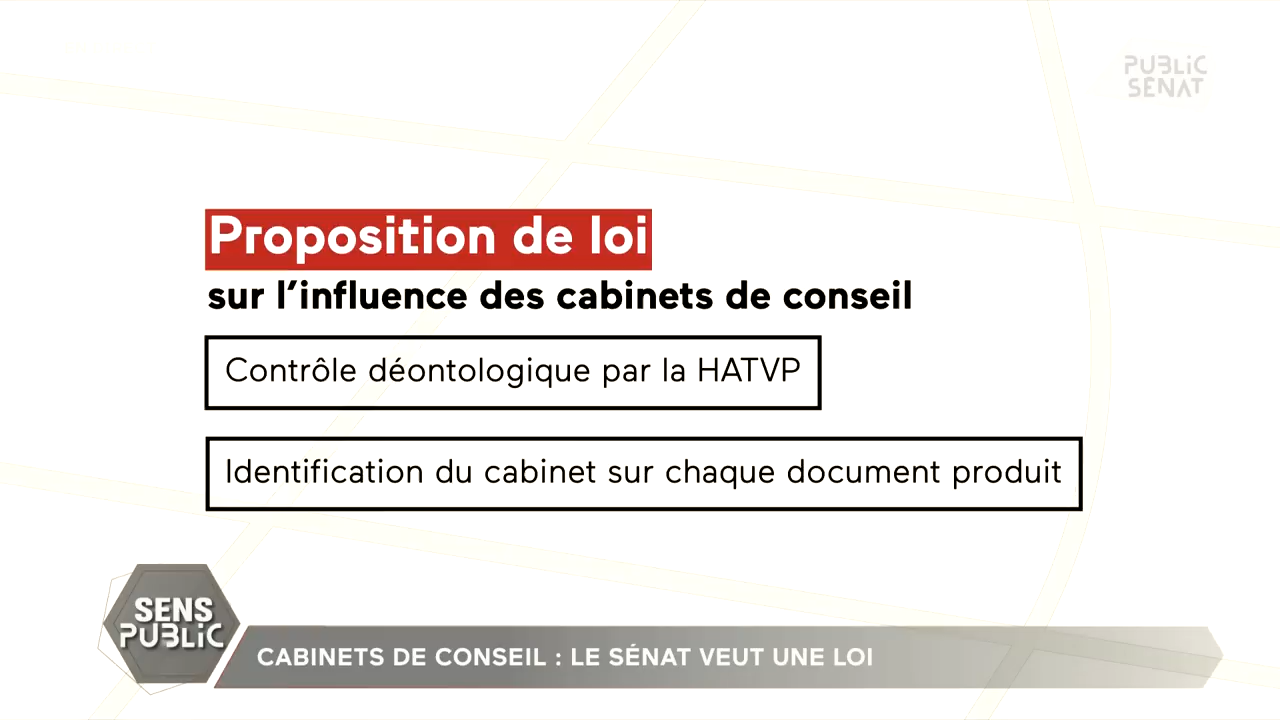 PUBLIC
SÉNAT
Proposition de loi
sur l’influence des cabinets de conseil
Contrôle déontologique par la HATVP
Identification du cabinet sur chaque document produit
SENS
PUBLIC
CABINETS DE CONSEIL : LE SÉNAT VEUT UNE LOI